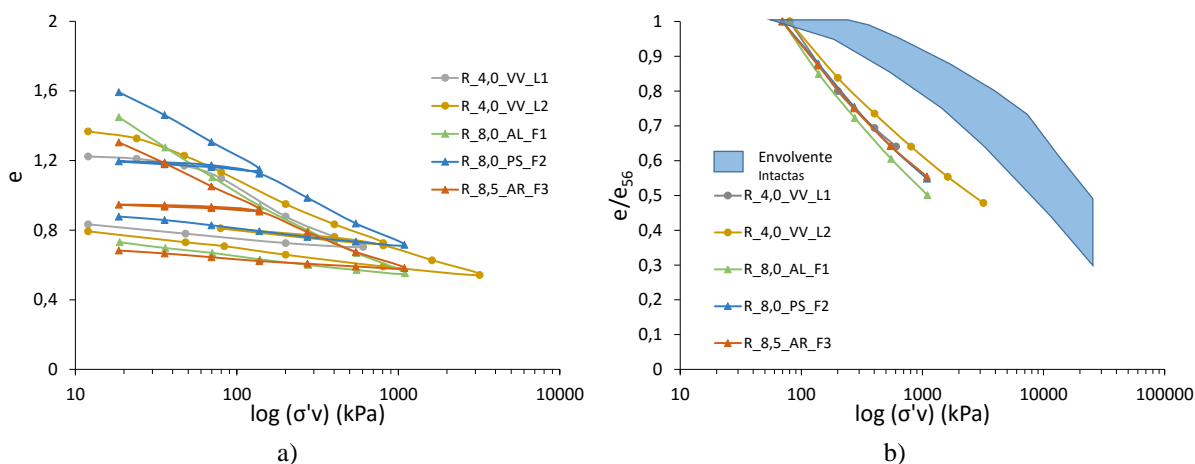 e
2
1,6
1,2
0,8
0,4
0
10
100
1000
10000
log (σ'v) (kPa)
R_4,0_VV_L1
R_4,0_VV_L2
R_8,0_AL_F1
R_8,0_PS_F2
R_8,5_AR_F3
a)
e/e56
1
0,9
0,8
0,7
0,6
0,5
0,4
0,3
0,2
0,1
0
10
100
1000
10000
100000
log (σ'v) (kPa)
Envolvente
Intactas
R_4,0_VV_L1
R_4,0_VV_L2
R_8,0_AL_F1
R_8,0_PS_F2
R_8,5_AR_F3
b)